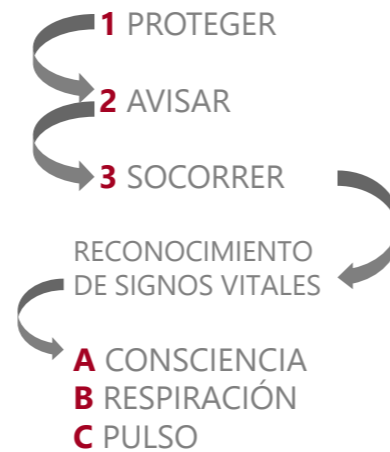 1 PROTEGER
2 AVISAR
3 SOCORRER
RECONOCIMIENTO
DE SIGNOS VITALES
A CONSCIENCIA
B RESPIRACIÓN
C PULSO